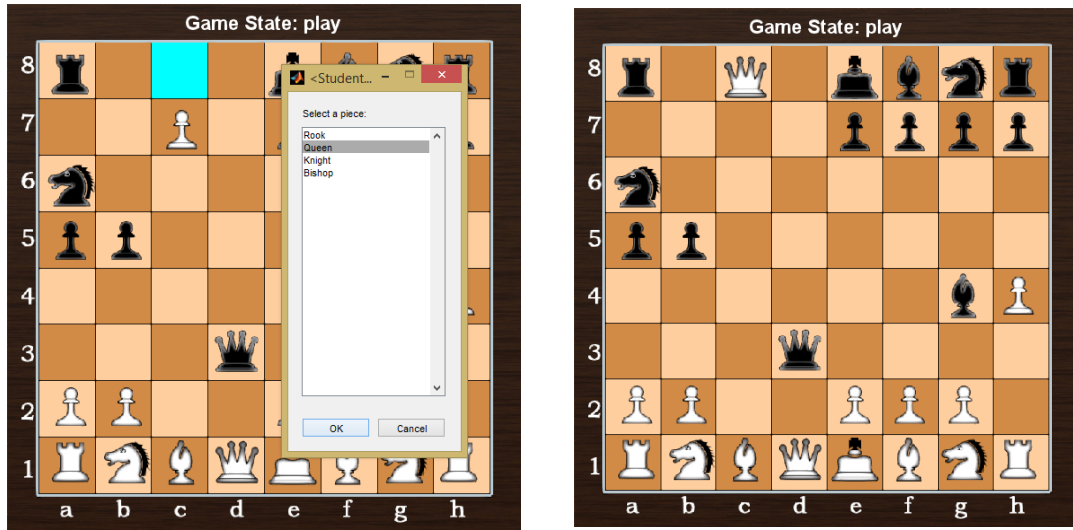 Game State: play
<Student...
Select a piece:
Rook
Queen
Knight
Bishop
OK
Cancel
8
7
6
5
4
3
2
1
a b c d e f g h
Game State: play
8
7
6
5
4
3
2
1
a b c d e f g h